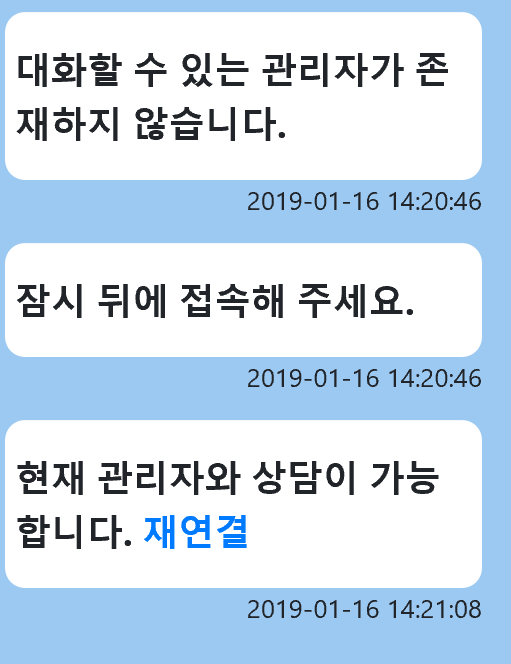 대화할 수 있는 관리자가 존
재하지 않습니다.
2019-01-16 14:20:46
잠시 뒤에 접속해 주세요.
2019-01-16 14:20:46
현재 관리자와 상담이 가능
합니다. 재연결
2019-01-16 14:21:08